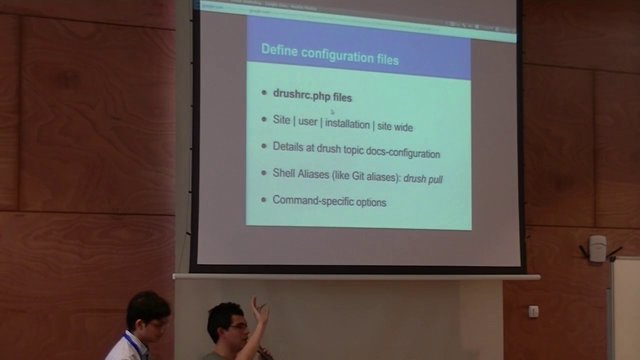 Define configuration files
• drushrc.php files
• Site | user | installation | site wide
• Details at drush topic docs-configuration
• Shell Aliases (like Git aliases): drush pull
• Command-specific options